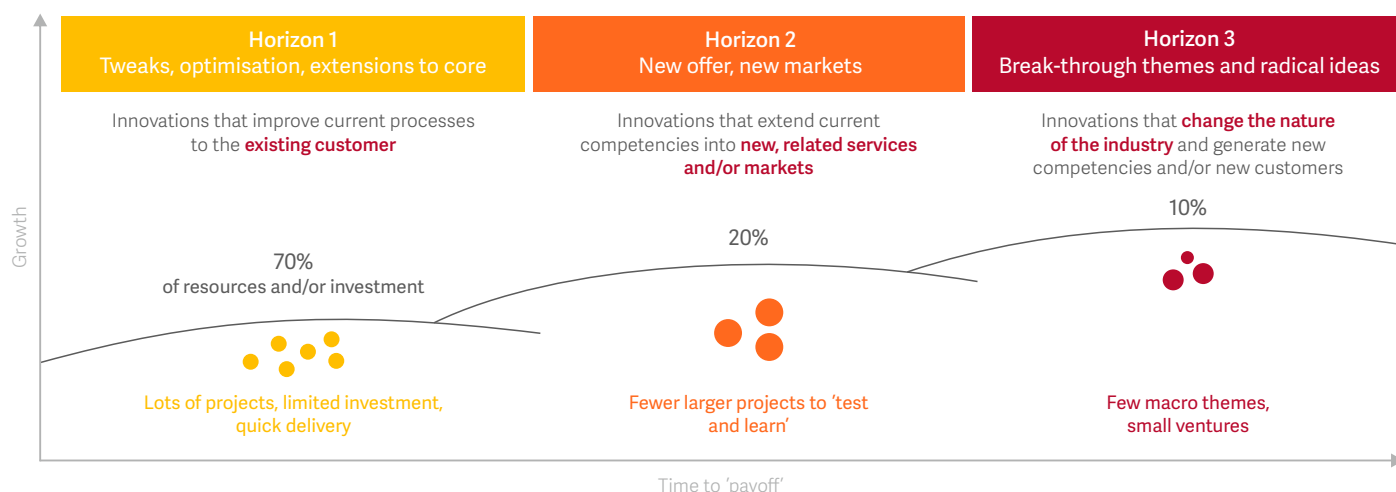 Horizon 1
Tweaks, optimisation, extensions to core
Innovations that improve current processes
to the existing customer
70%
of resources and/or investment
Lots of projects, limited investment,
quick delivery
Horizon 2
New offer, new markets
Innovations that extend current
competencies into new, related services
and/or markets
20%
Fewer larger projects to ‘test
and learn’
Horizon 3
Break-through themes and radical ideas
Innovations that change the nature
of the industry and generate new
competencies and/or new customers
10%
Few macro themes,
small ventures
Growth
Time to ‘payoff’